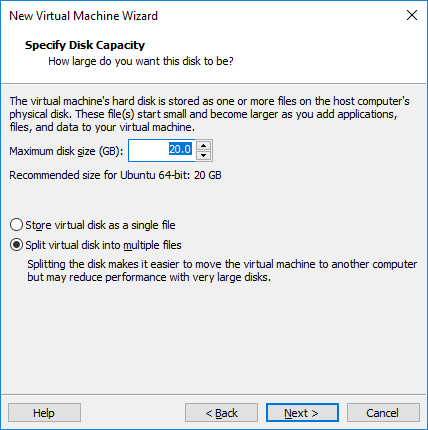 New Virtual Machine Wizard
Specify Disk Capacity
How large do you want this disk to be?
The virtual machine's hard disk is stored as one or more files on the host computer's
physical disk. These file(s) start small and become larger as you add applications,
files, and data to your virtual machine.
Maximum disk size (GB): 20.0
Recommended size for Ubuntu 64-bit: 20 GB
Store virtual disk as a single file
Split virtual disk into multiple files
Splitting the disk makes it easier to move the virtual machine to another computer
but may reduce performance with very large disks.
Help < Back Next > Cancel